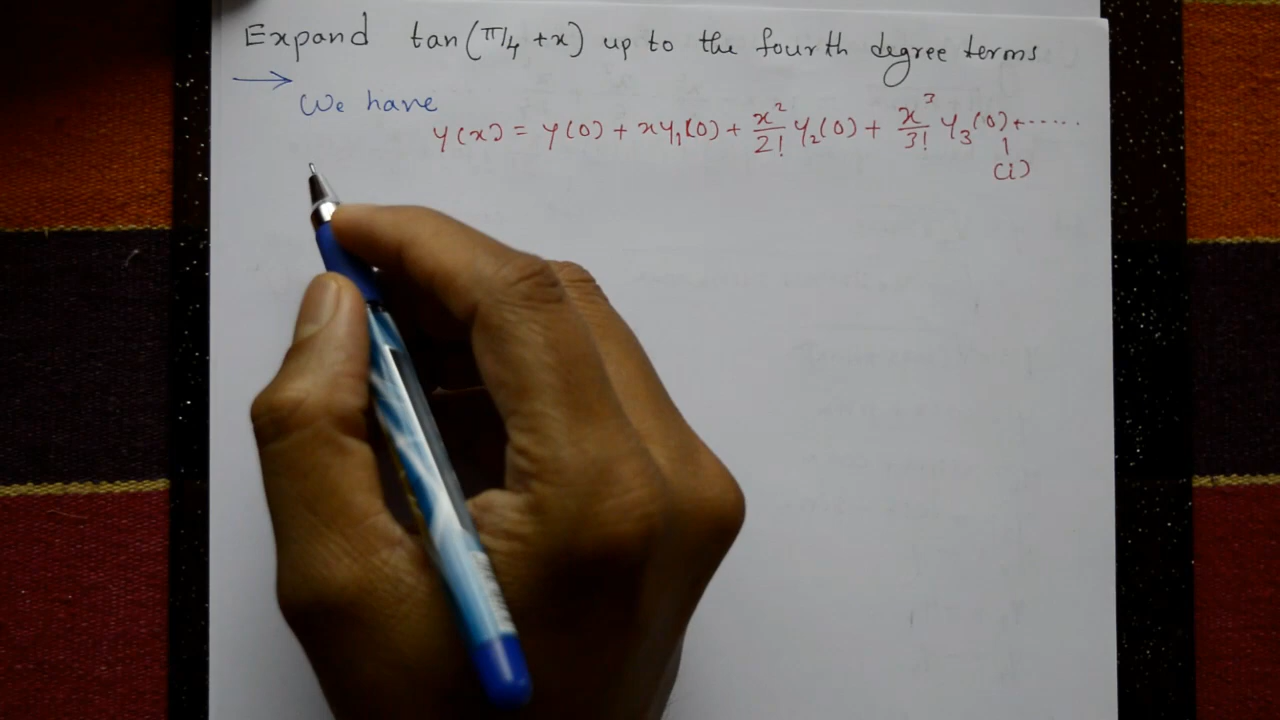 Expand tan(π/4 + x) up to the fourth degree terms
→ We have
y(x) = y(0) + xy₁(0) + x²/2! y₂(0) + x³/3! y₃(0) + .....
(i)